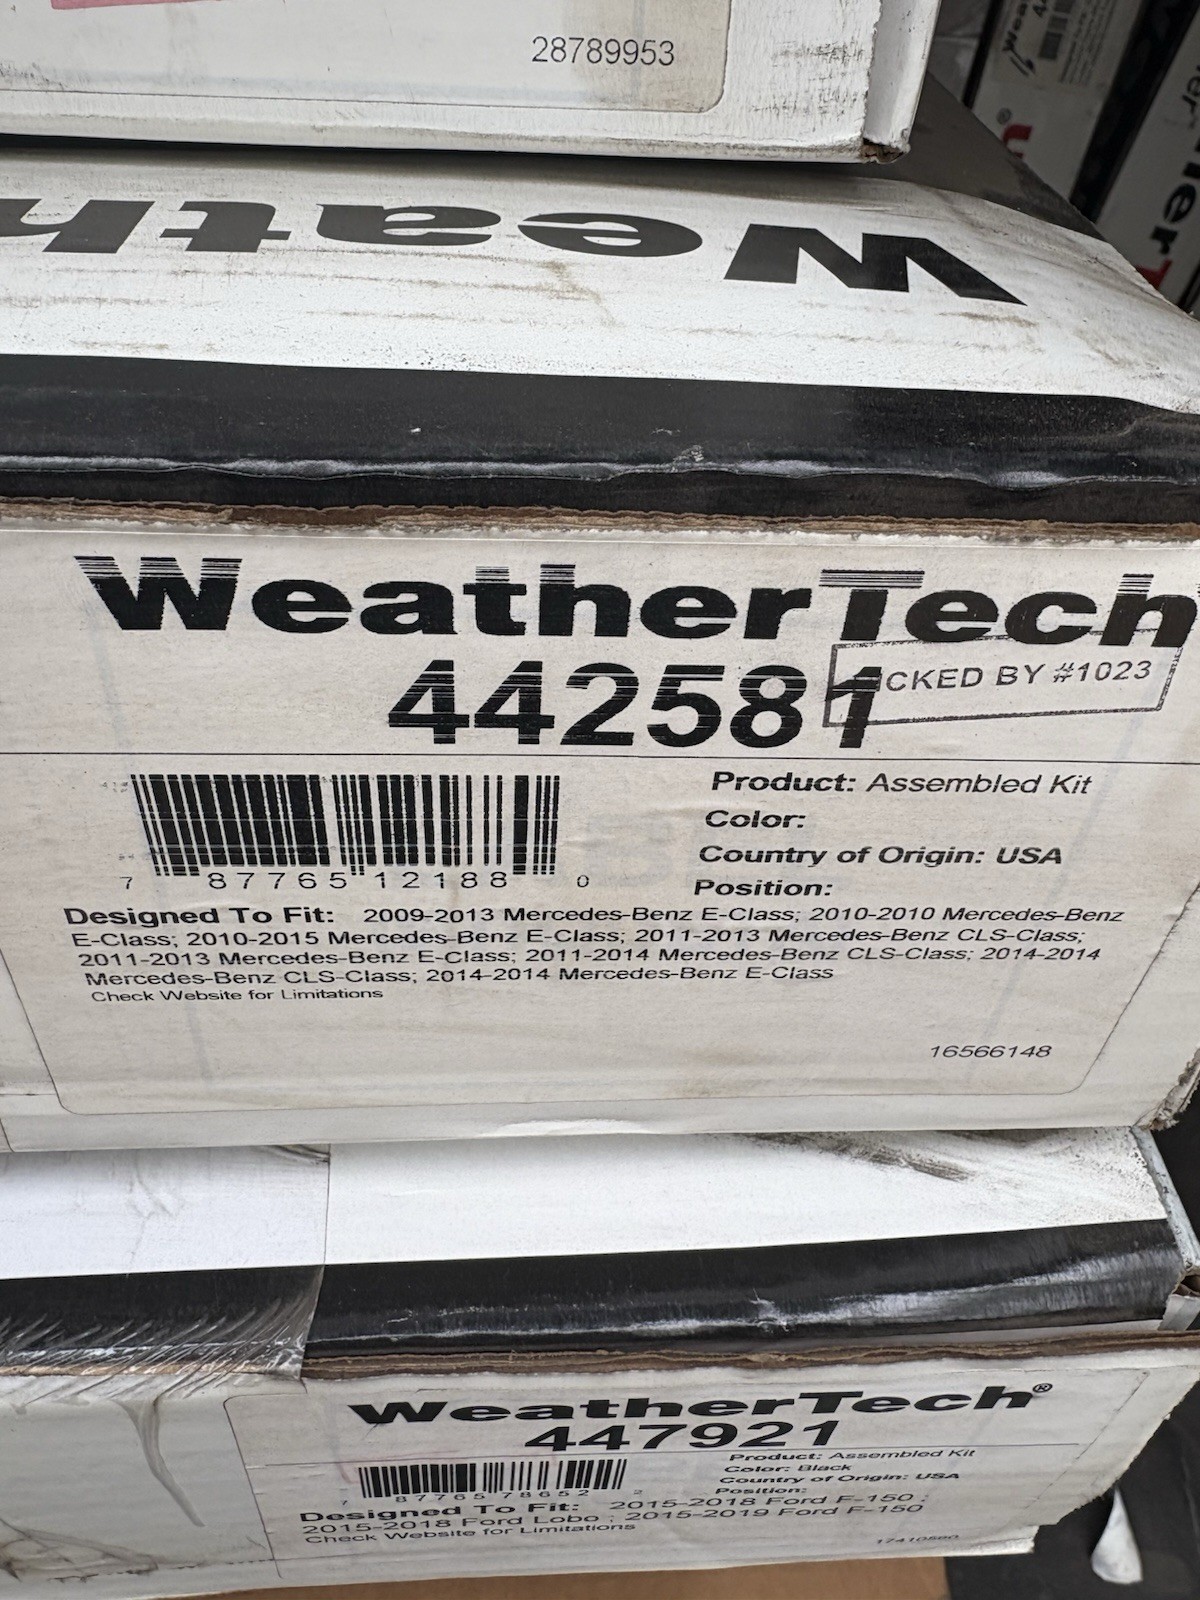 28789953
Weath
WeatherTech
442581
CKED BY #1023
Product: Assembled Kit
Color:
Country of Origin: USA
Position:
7 87765 12188 0
Designed To Fit: 2009-2013 Mercedes-Benz E-Class; 2010-2010 Mercedes-Benz
E-Class; 2010-2015 Mercedes-Benz E-Class; 2011-2013 Mercedes-Benz CLS-Class;
2011-2013 Mercedes-Benz E-Class; 2011-2014 Mercedes-Benz CLS-Class; 2014-2014
Mercedes-Benz CLS-Class; 2014-2014 Mercedes-Benz E-Class
Check Website for Limitations
16566148
WeatherTech®
447921
Product: Assembled Kit
Color: Black
Country of Origin: USA
Position:
7 87765 78652 2
Designed To Fit: 2015-2018 Ford F-150 ;
2015-2018 Ford Lobo ; 2015-2019 Ford F-150
Check Website for Limitations